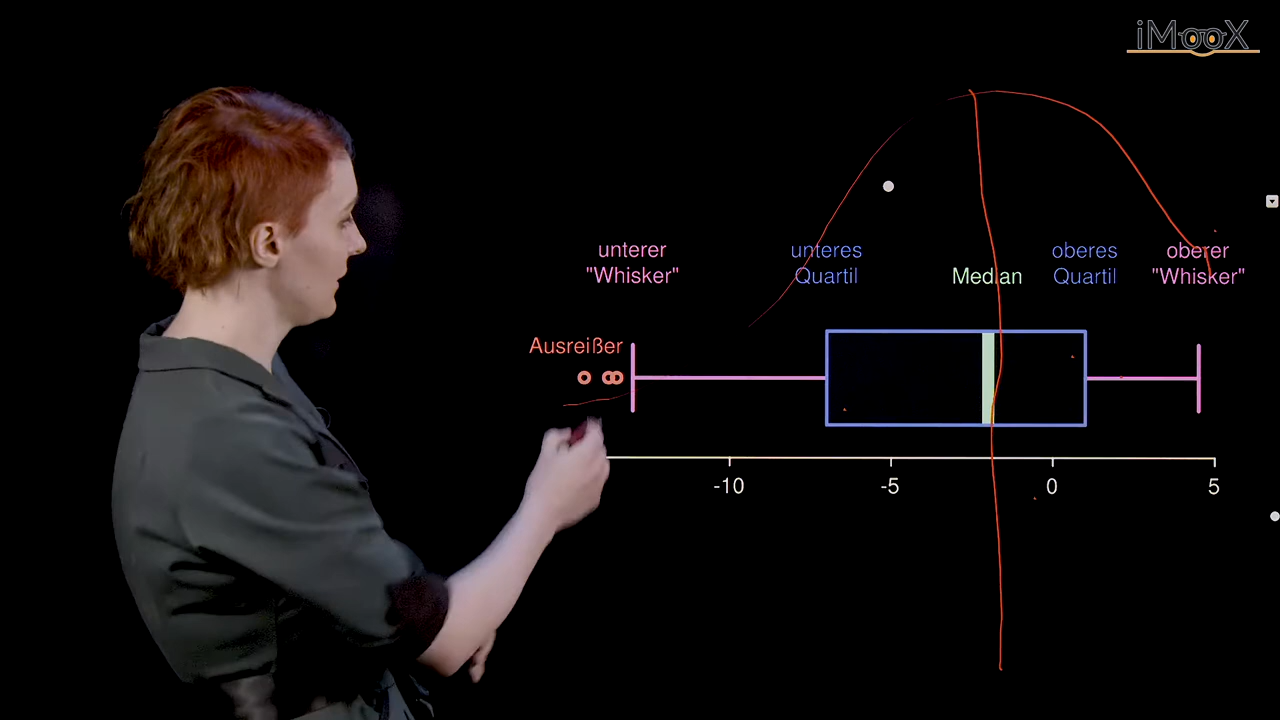 iMooX
unterer
"Whisker"
unteres
Quartil
Median
oberes
Quartil
oberer
"Whisker"
Ausreißer
-10
-5
0
5